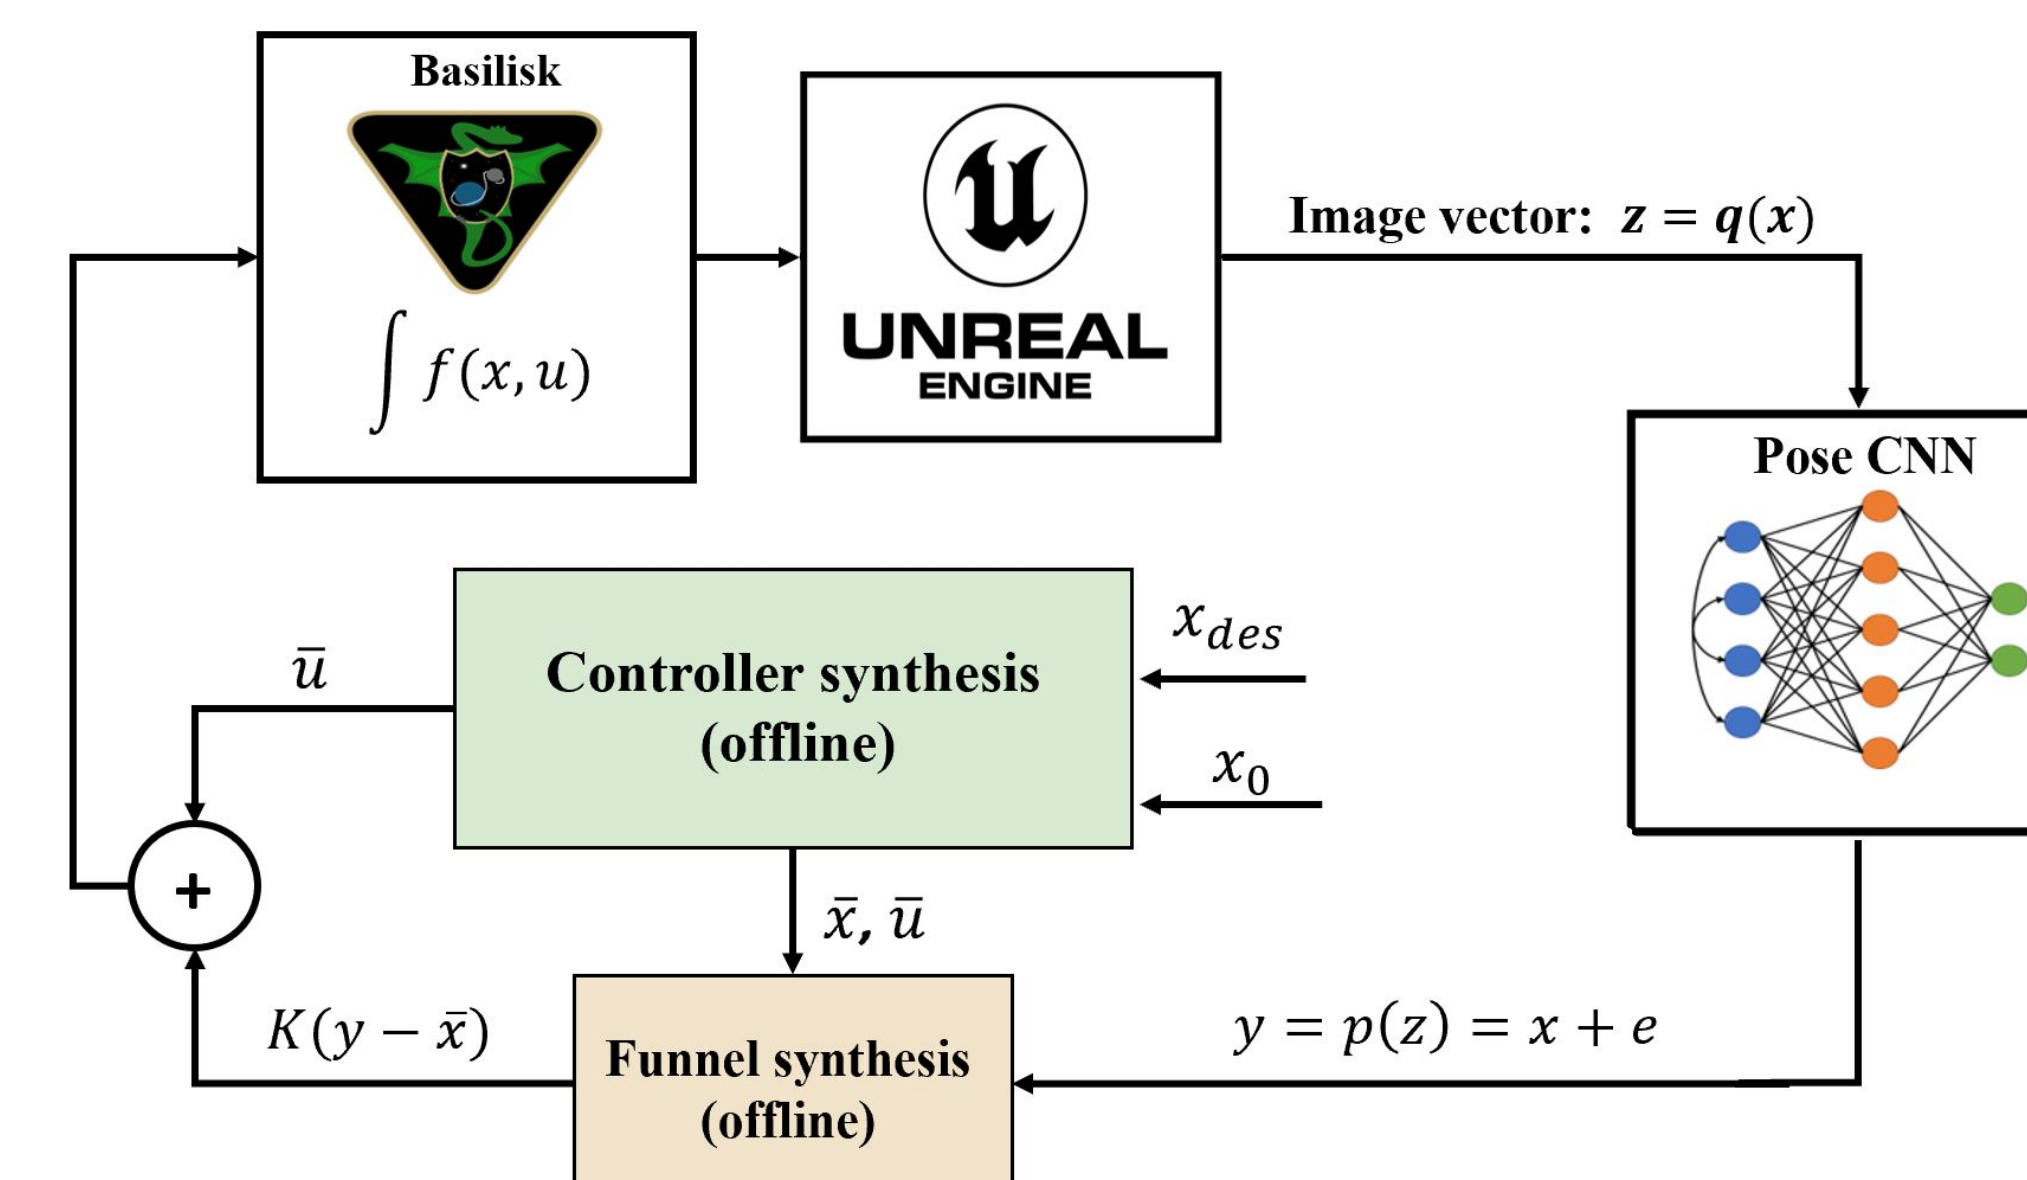 Basilisk
∫ f(x, u)
UNREAL
ENGINE
Image vector: z = q(x)
Pose CNN
Controller synthesis
(offline)
x_des
x_0
u̅
+
x̅, u̅
K(y − x̅)
Funnel synthesis
(offline)
y = p(z) = x + e